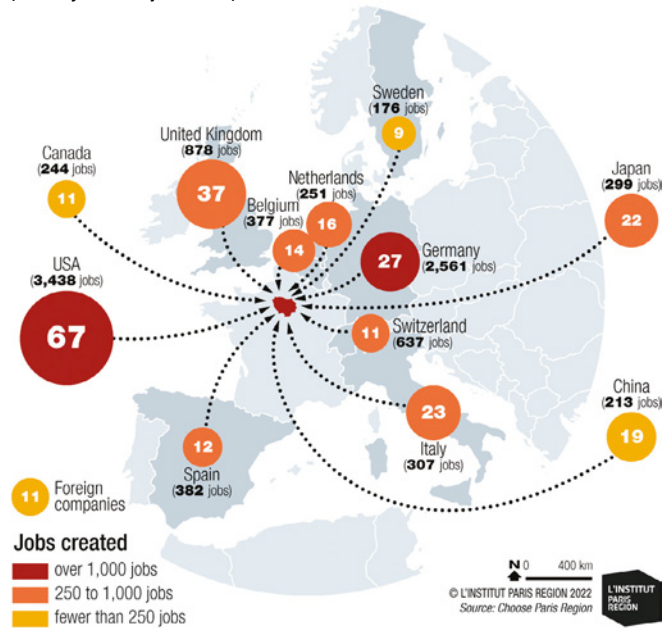 Sweden
(176 jobs)
9
United Kingdom
(878 jobs)
37
Canada
(244 jobs)
11
Netherlands
(251 jobs)
16
Belgium
(377 jobs)
14
Japan
(299 jobs)
22
USA
(3,438 jobs)
67
27
Germany
(2,561 jobs)
11
Switzerland
(637 jobs)
China
(213 jobs)
19
23
Italy
(307 jobs)
12
Spain
(382 jobs)
11
Foreign
companies
Jobs created
over 1,000 jobs
250 to 1,000 jobs
fewer than 250 jobs
N 0 400 km
© L'INSTITUT PARIS REGION 2022
Source: Choose Paris Region
L'INSTITUT
PARIS
REGION